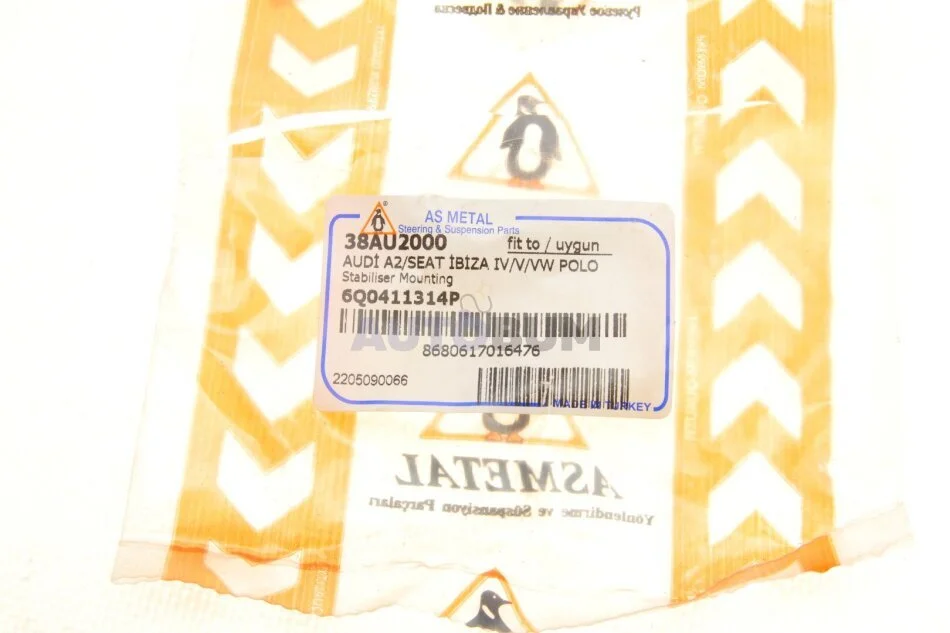 Рулевое Управление & Подвеска
AS METAL
Steering & Suspension Parts
38AU2000 fit to / uygun
AUDİ A2/SEAT İBİZA IV/V/VW POLO
Stabiliser Mounting
6Q0411314P
AUTOBUM
8680617016476
2205090066
MADE IN TURKEY
ASMETAL
Yönlendirme ve Süspansiyon Parçaları